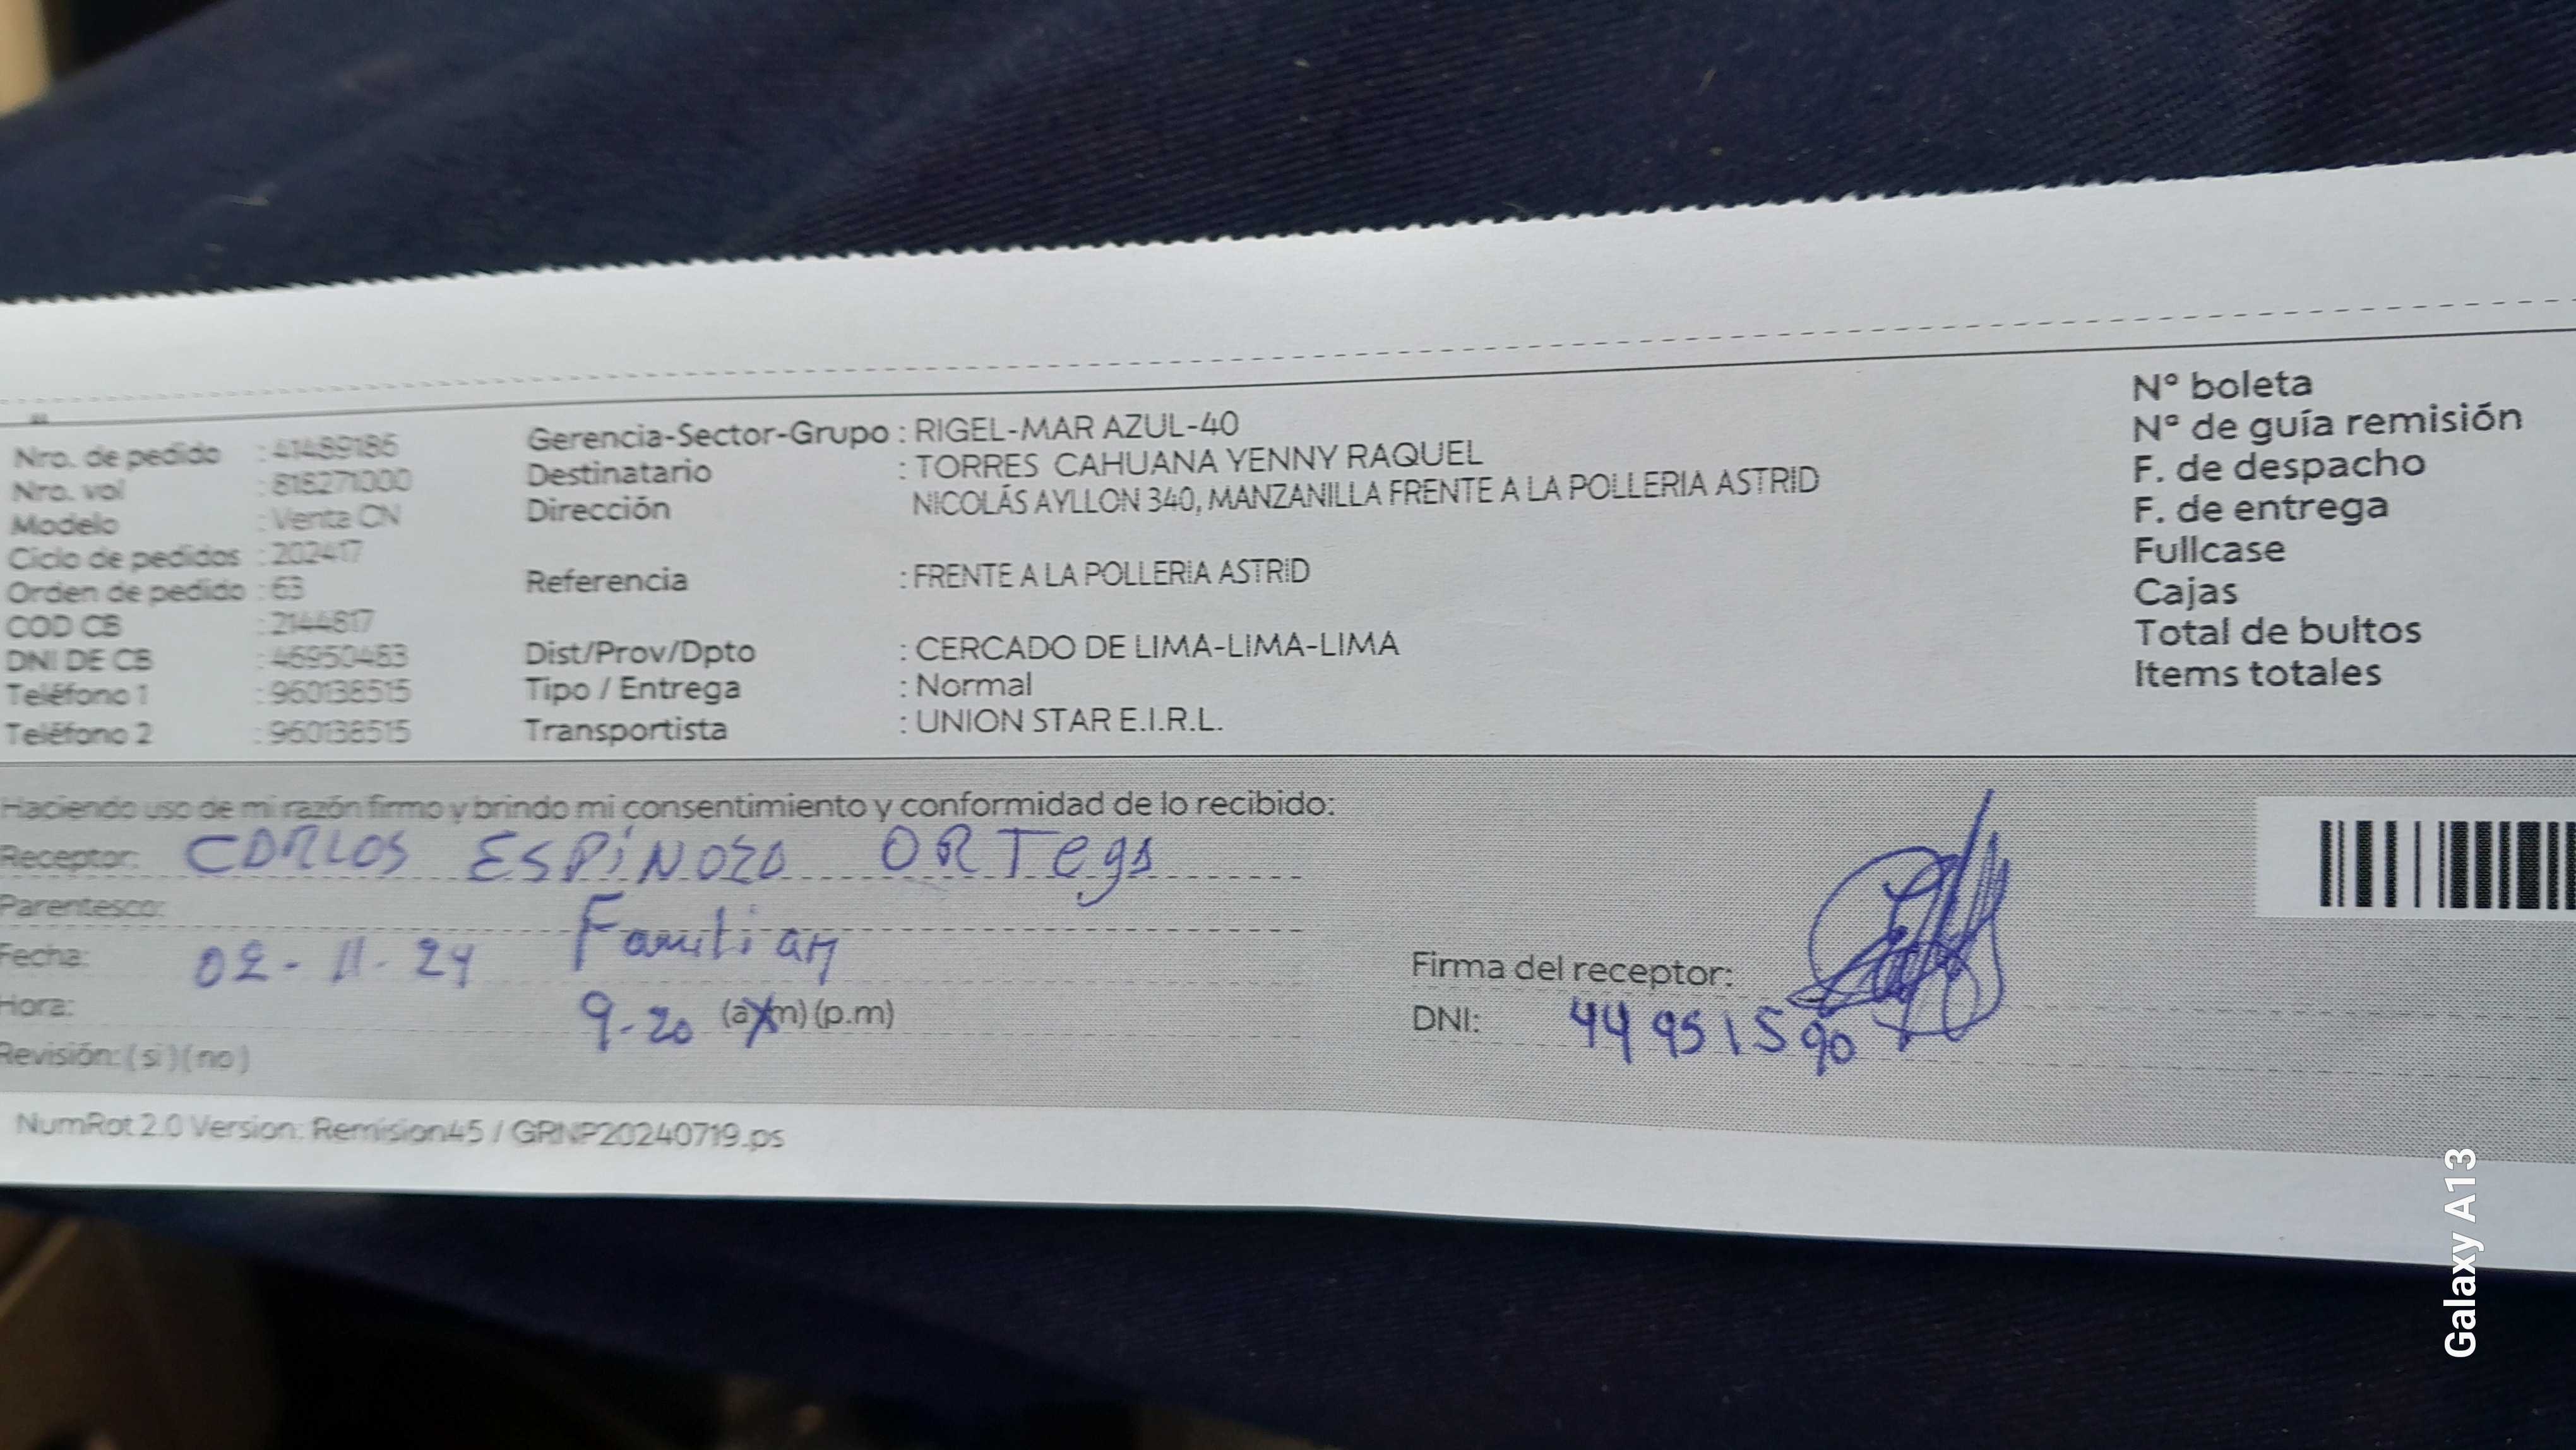 Nro. de pedido : 41489186
Nro. vol : 818271000
Modelo : Venta CN
Ciclo de pedidos : 202417
Orden de pedido : 63
COD CB : 2144817
DNI DE CB : 46950483
Teléfono 1 : 960138515
Teléfono 2 : 960138515
Gerencia-Sector-Grupo : RIGEL-MAR AZUL-40
Destinatario : TORRES CAHUANA YENNY RAQUEL
Dirección NICOLÁS AYLLON 340, MANZANILLA FRENTE A LA POLLERIA ASTRID
Referencia : FRENTE A LA POLLERIA ASTRID
Dist/Prov/Dpto : CERCADO DE LIMA-LIMA-LIMA
Tipo / Entrega : Normal
Transportista : UNION STAR E.I.R.L.
N° boleta
N° de guía remisión
F. de despacho
F. de entrega
Fullcase
Cajas
Total de bultos
Items totales
Haciendo uso de mi razón firmo y brindo mi consentimiento y conformidad de lo recibido:
Receptor: CARLOS ESPINOZA ORTega
Parentesco: Familiar
Fecha: 02-11-24
Hora: 9-20 (a.m) (p.m)
Revisión: (si) (no)
Firma del receptor:
DNI: 44951590
NumRot 2.0 Version: Remision45 / GRNP20240719.ps
Galaxy A13